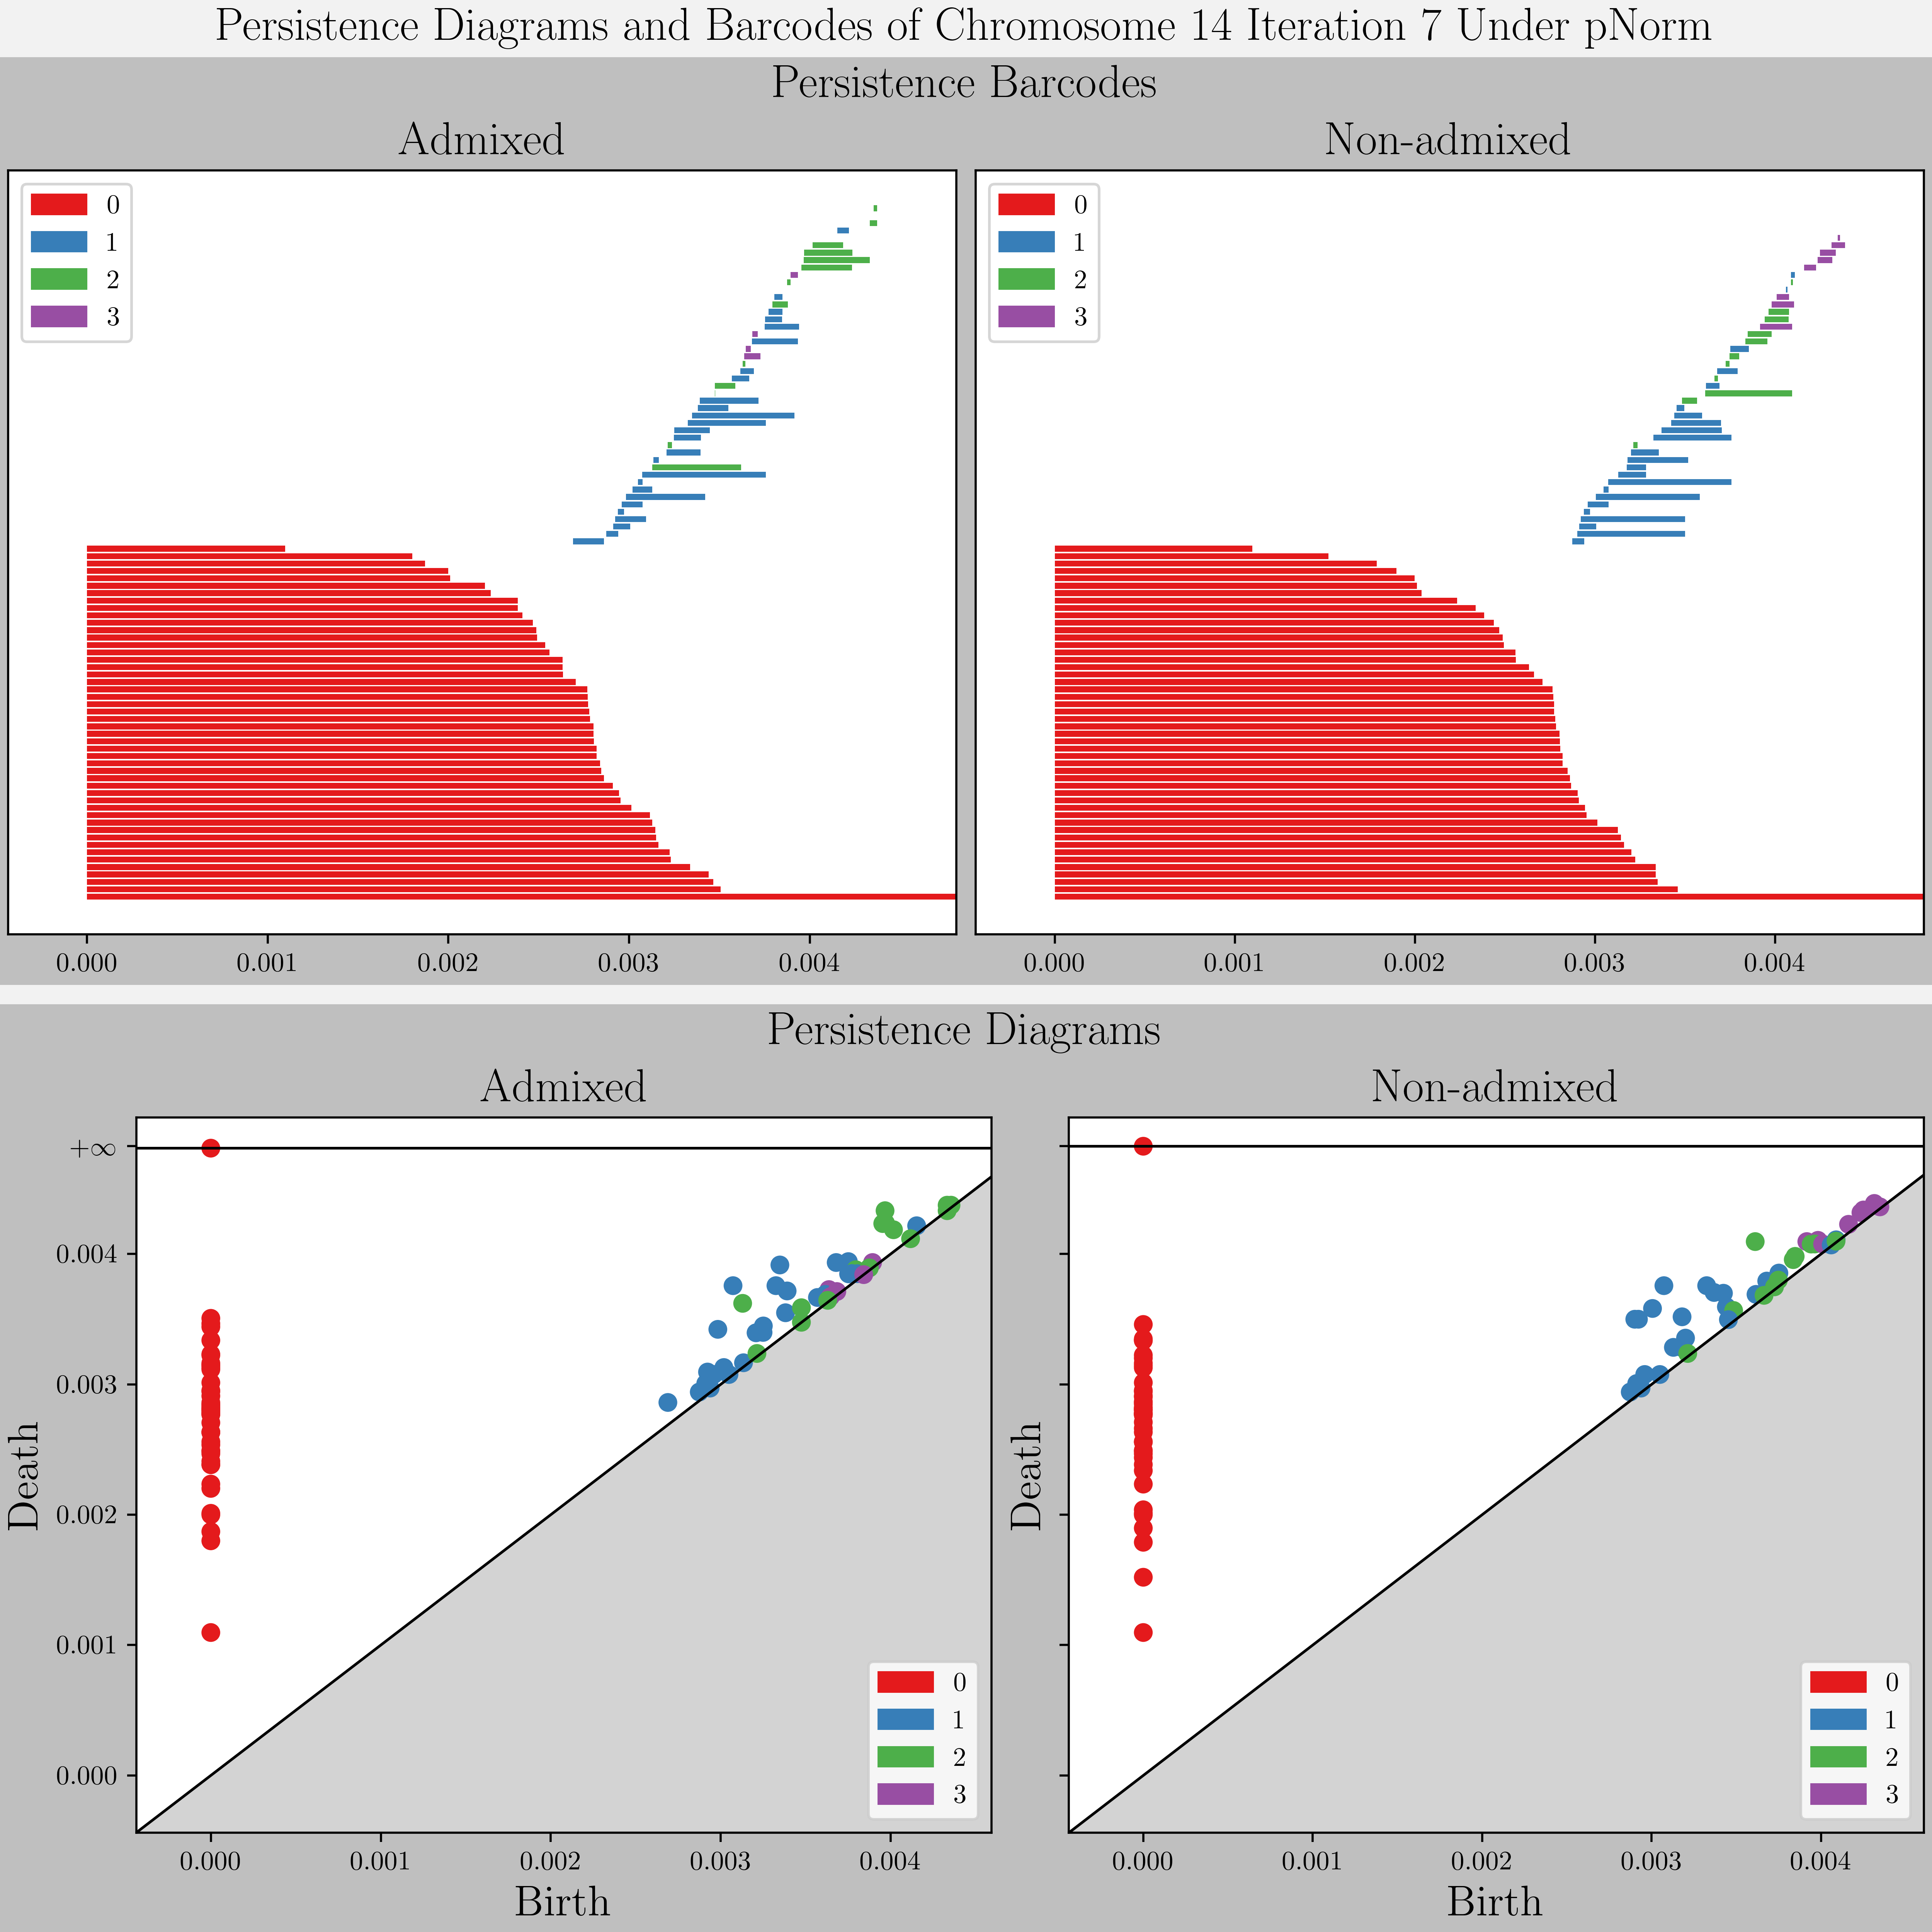 Persistence Diagrams and Barcodes of Chromosome 14 Iteration 7 Under pNorm
Persistence Barcodes
Admixed
0
1
2
3
0.000 0.001 0.002 0.003 0.004
Non-admixed
0
1
2
3
0.000 0.001 0.002 0.003 0.004
Persistence Diagrams
Admixed
+∞
0.004
0.003
0.002
0.001
0.000
Death
0
1
2
3
0.000 0.001 0.002 0.003 0.004
Birth
Non-admixed
Death
0
1
2
3
0.000 0.001 0.002 0.003 0.004
Birth